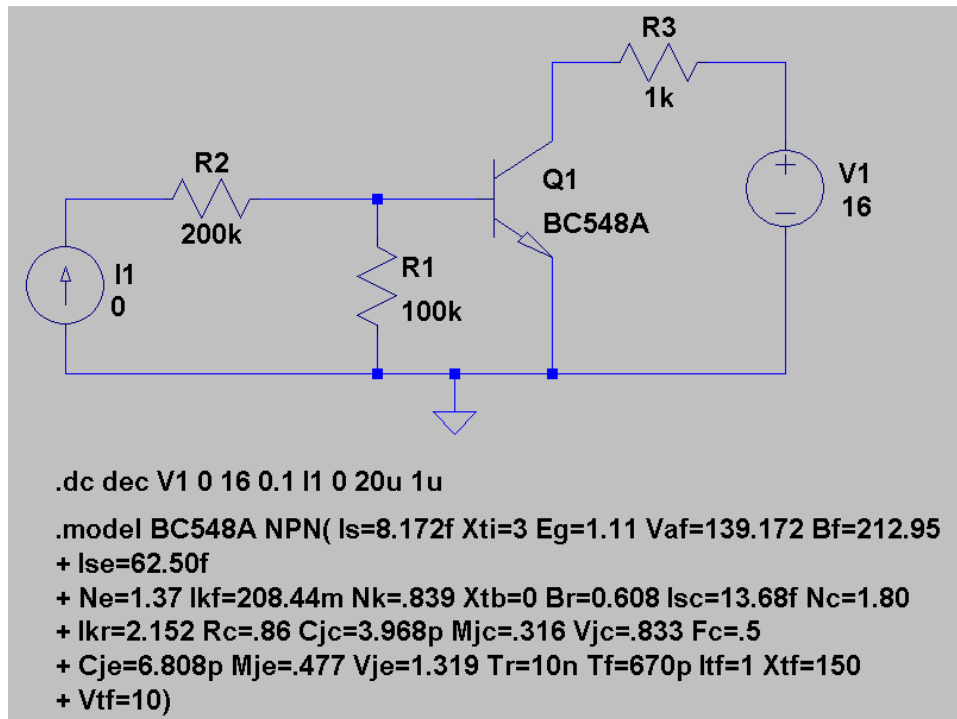 R3
1k
R2
200k
Q1
BC548A
V1
16
I1
0
R1
100k
.dc dec V1 0 16 0.1 I1 0 20u 1u
.model BC548A NPN( Is=8.172f Xti=3 Eg=1.11 Vaf=139.172 Bf=212.95
+ Ise=62.50f
+ Ne=1.37 Ikf=208.44m Nk=.839 Xtb=0 Br=0.608 Isc=13.68f Nc=1.80
+ Ikr=2.152 Rc=.86 Cjc=3.968p Mjc=.316 Vjc=.833 Fc=.5
+ Cje=6.808p Mje=.477 Vje=1.319 Tr=10n Tf=670p Itf=1 Xtf=150
+ Vtf=10)